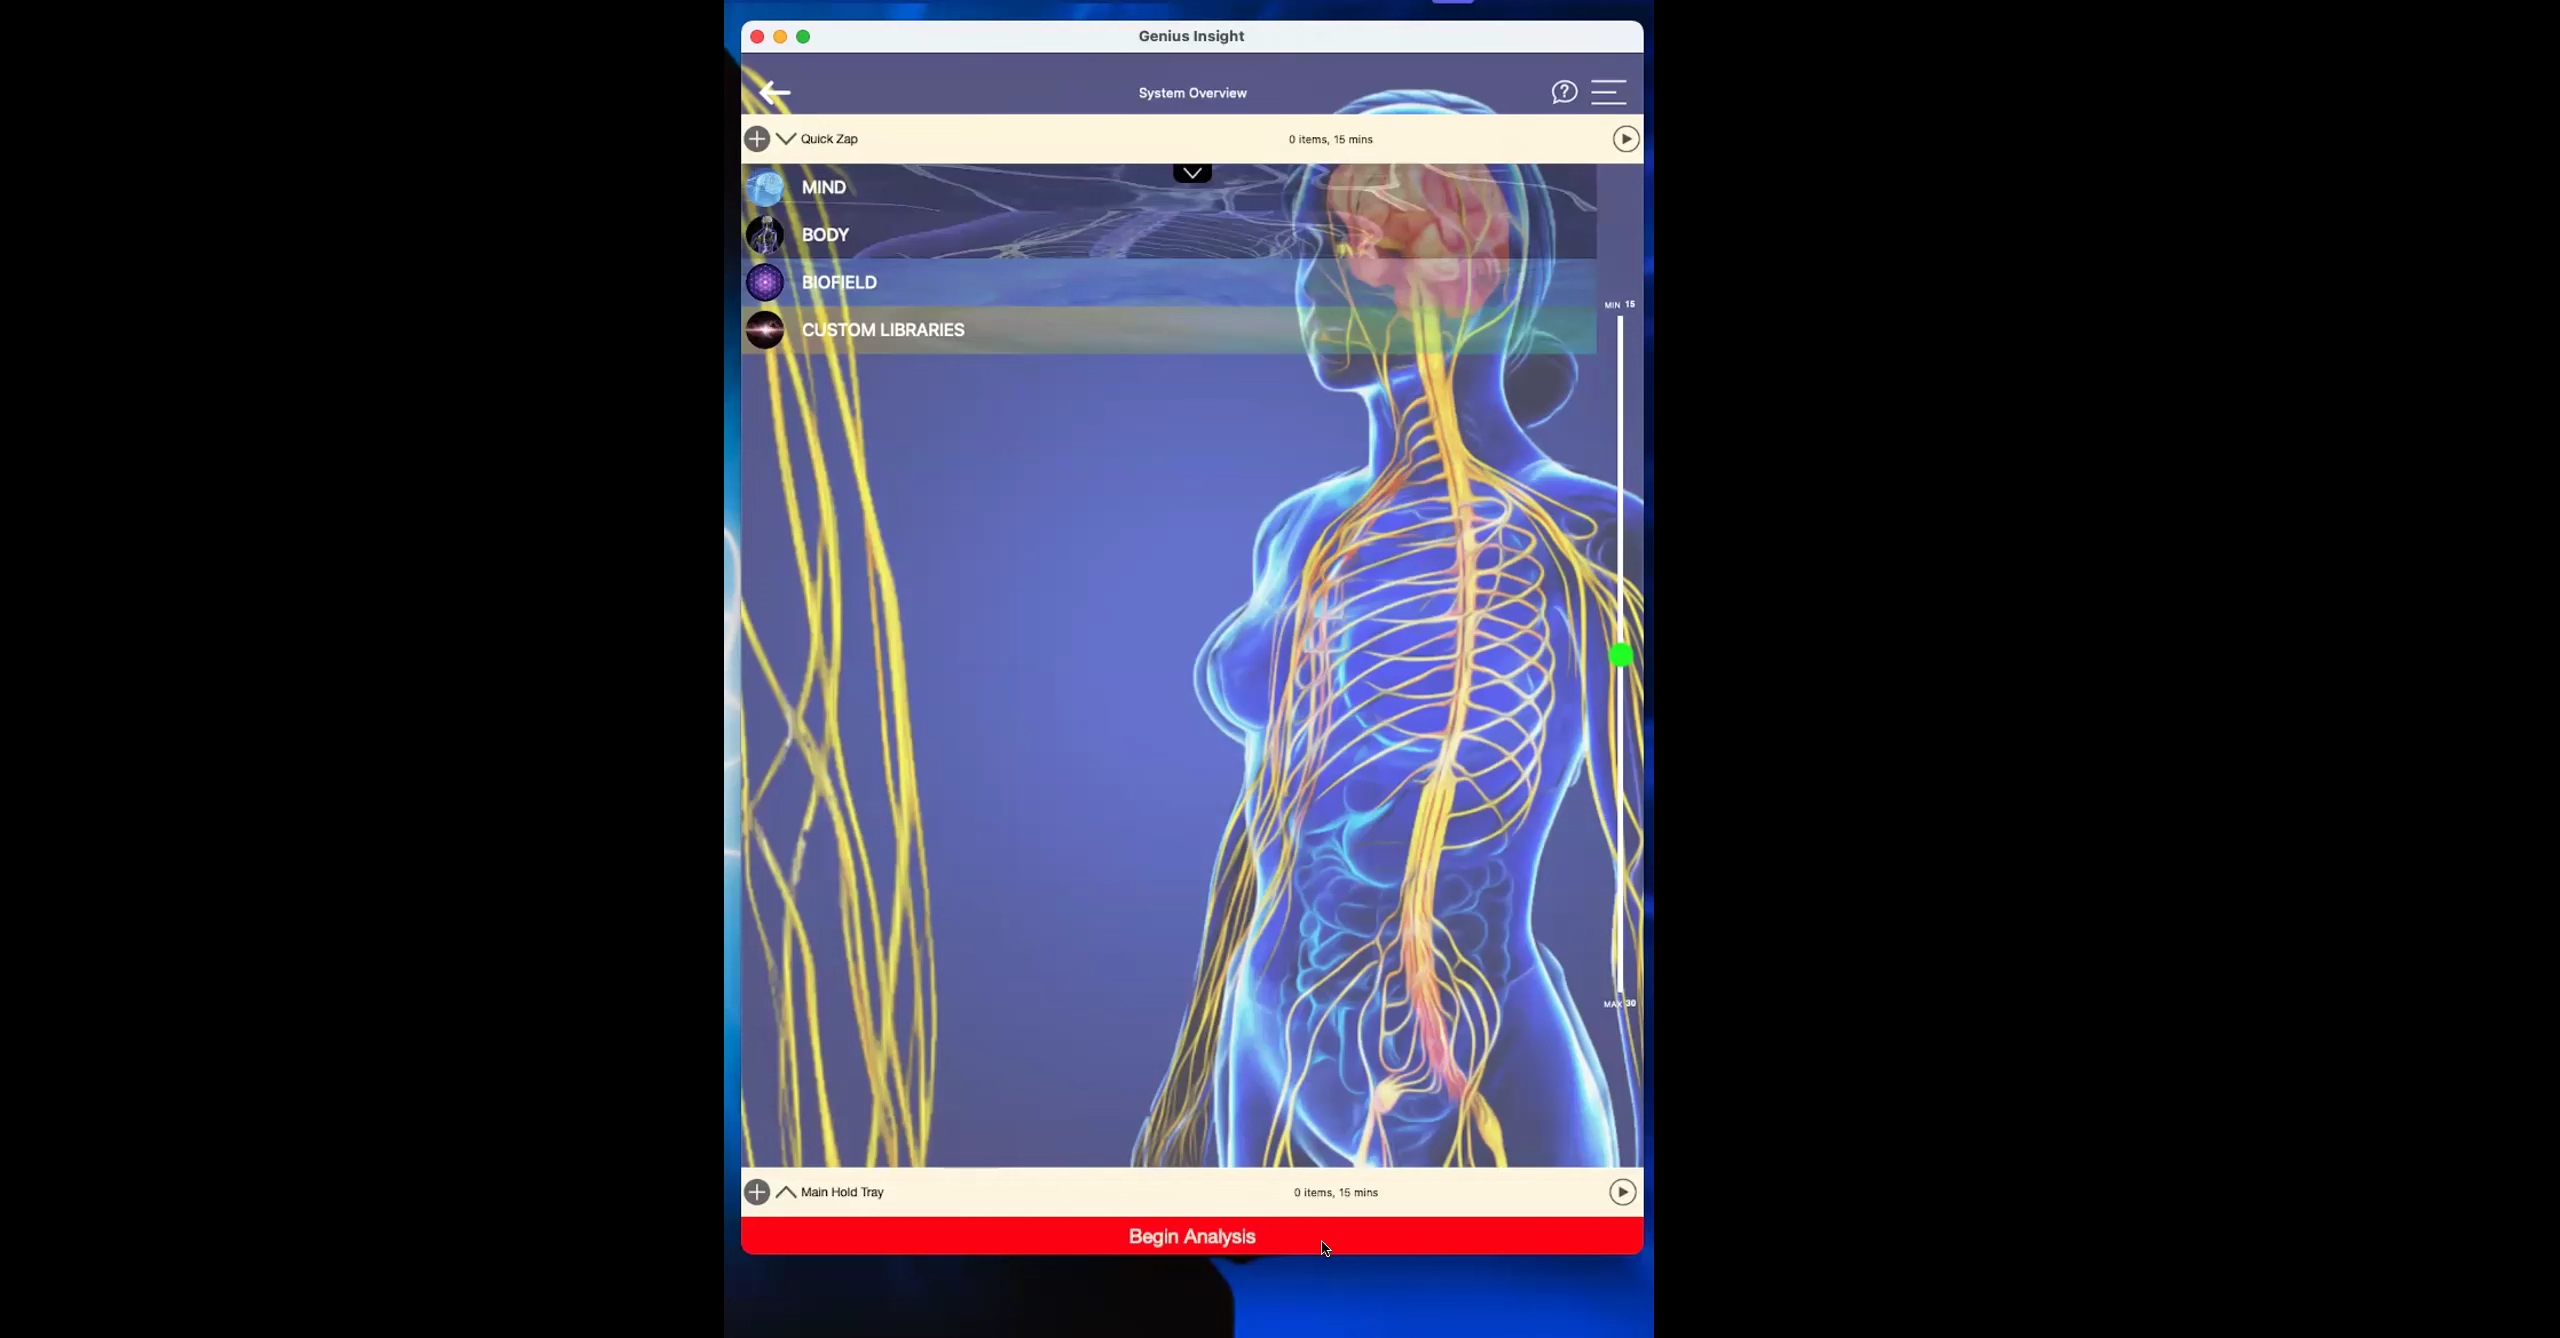 Genius Insight
System Overview
Quick Zap 0 items, 15 mins
MIND
BODY
BIOFIELD
CUSTOM LIBRARIES
MIN 15
MAX 30
Main Hold Tray 0 items, 15 mins
Begin Analysis